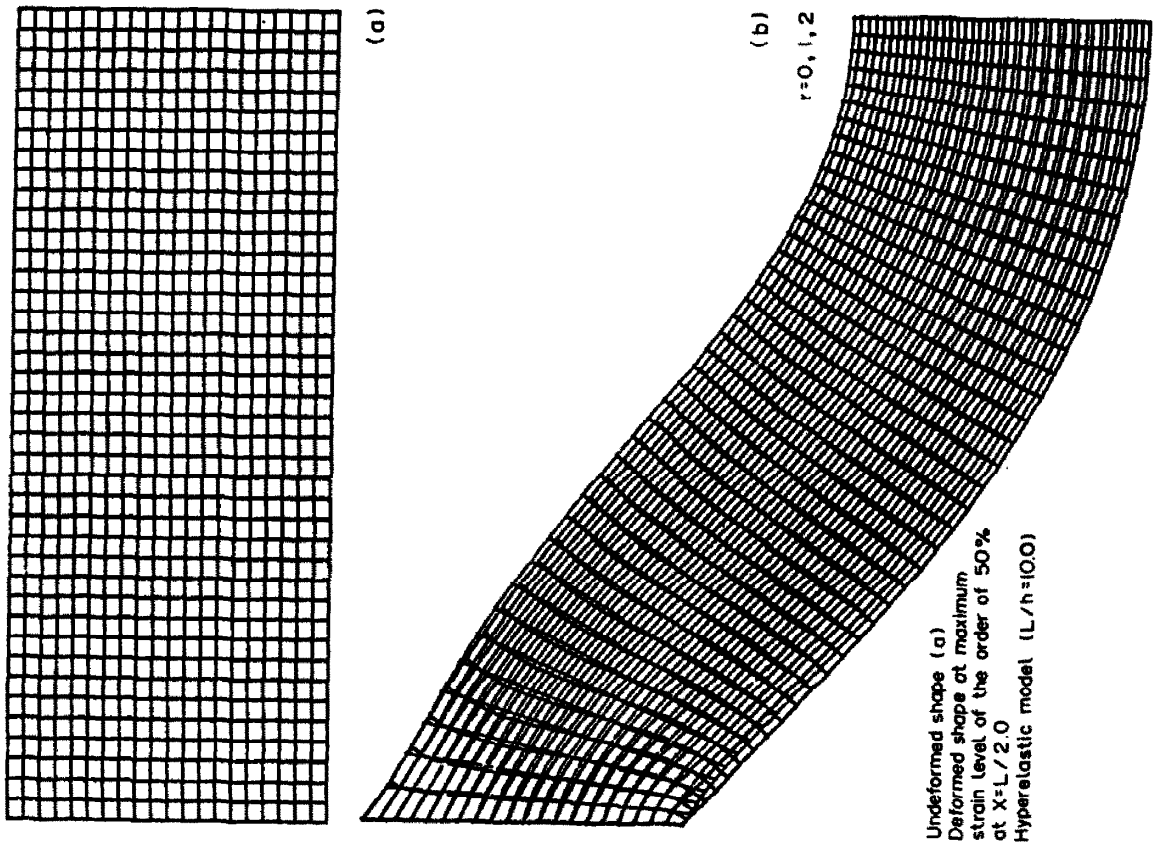 (a)
(b)
r=0,1,2
Undeformed shape (a)
Deformed shape at maximum
strain level of the order of 50%
at X=L/2.0
Hyperelastic model (L/h=10.0)